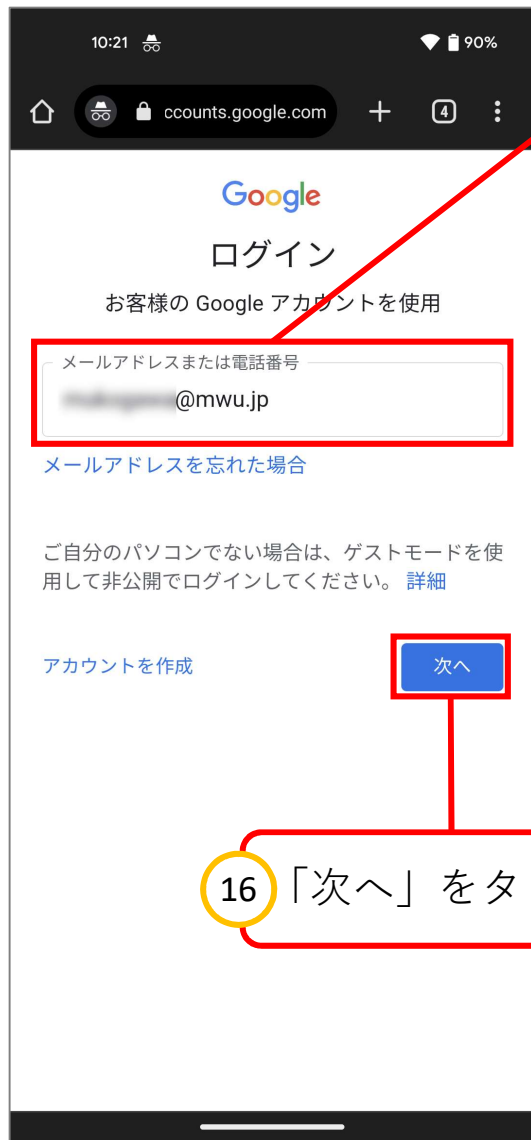 10:21
90%
ccounts.google.com
4
Google
ログイン
お客様の Google アカウントを使用
メールアドレスまたは電話番号
@mwu.jp
メールアドレスを忘れた場合
ご自分のパソコンでない場合は、ゲストモードを使
用して非公開でログインしてください。 詳細
アカウントを作成
次へ
16 「次へ」をタ